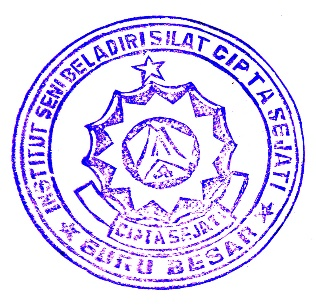 INSTITUT SENI BELADIRI SILAT CIPTA SEJATI
CIPTA SEJATI
GURU BESAR